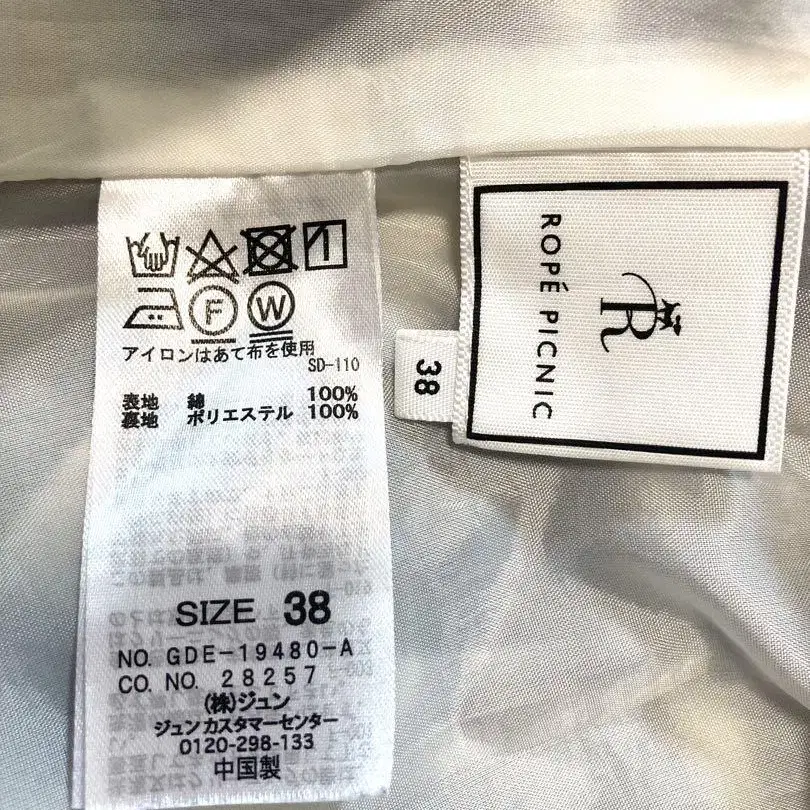 F W
アイロンはあて布を使用
SD-110
表地 綿 100%
裏地 ポリエステル 100%
SIZE 38
NO. GDE-19480-A
CO. NO. 28257
(株)ジュン
ジュンカスタマーセンター
0120-298-133
中国製
38
R
ROPÉ PICNIC